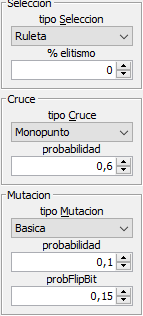 Seleccion
tipo Seleccion
Ruleta
% elitismo
0
Cruce
tipo Cruce
Monopunto
probabilidad
0,6
Mutacion
tipo Mutacion
Basica
probabilidad
0,1
probFlipBit
0,15